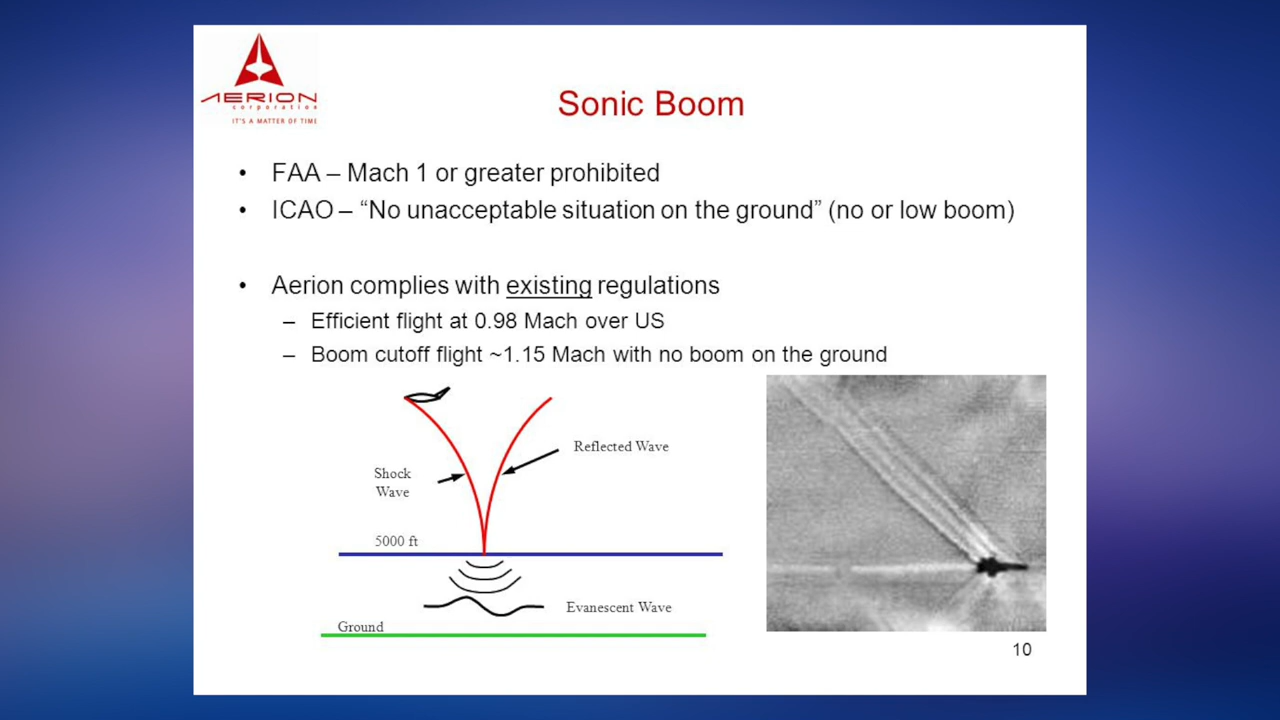 AERION
corporation
IT'S A MATTER OF TIME
Sonic Boom
• FAA – Mach 1 or greater prohibited
• ICAO – “No unacceptable situation on the ground” (no or low boom)
• Aerion complies with existing regulations
– Efficient flight at 0.98 Mach over US
– Boom cutoff flight ~1.15 Mach with no boom on the ground
Reflected Wave
Shock
Wave
5000 ft
Evanescent Wave
Ground
10